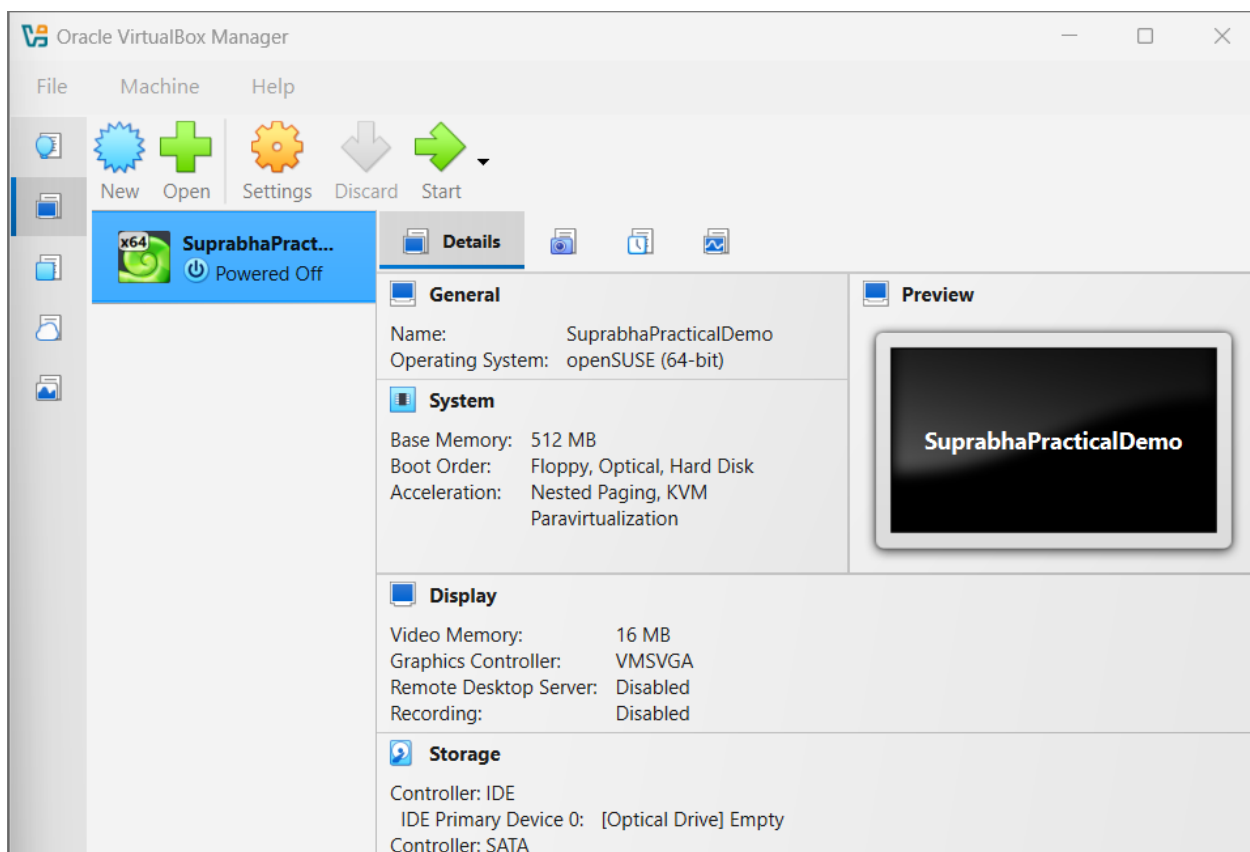 Oracle VirtualBox Manager
File Machine Help
New Open Settings Discard Start
x64
SuprabhaPract...
Powered Off
Details
General
Name: SuprabhaPracticalDemo
Operating System: openSUSE (64-bit)
System
Base Memory: 512 MB
Boot Order: Floppy, Optical, Hard Disk
Acceleration: Nested Paging, KVM
Paravirtualization
Preview
SuprabhaPracticalDemo
Display
Video Memory: 16 MB
Graphics Controller: VMSVGA
Remote Desktop Server: Disabled
Recording: Disabled
Storage
Controller: IDE
IDE Primary Device 0: [Optical Drive] Empty
Controller: SATA